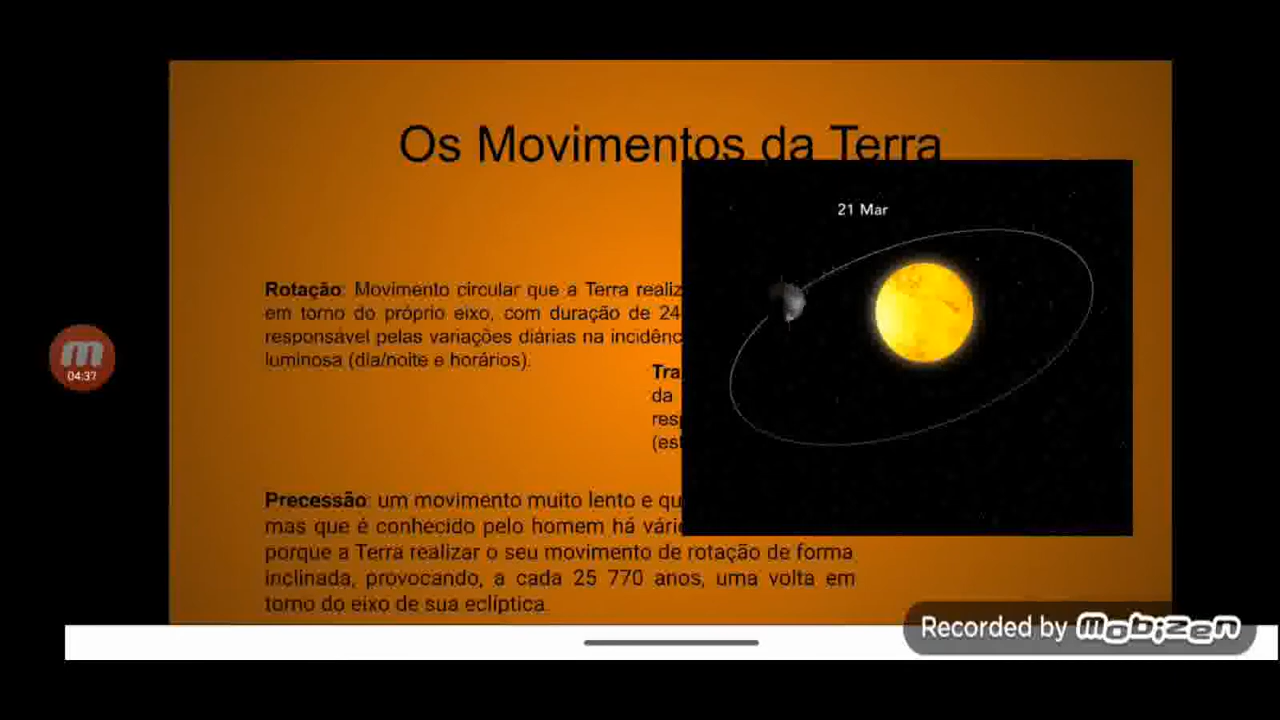 Os Movimentos da Terra
21 Mar
Rotação: Movimento circular que a Terra realiz
em torno do próprio eixo, com duração de 24
responsável pelas variações diárias na incidênc
luminosa (dia/noite e horários).
04:37
Tra
da
resp
(est
Precessão: um movimento muito lento e qu
mas que é conhecido pelo homem há vário
porque a Terra realizar o seu movimento de rotação de forma
inclinada, provocando, a cada 25 770 anos, uma volta em
torno do eixo de sua eclíptica.
Recorded by Mobizen